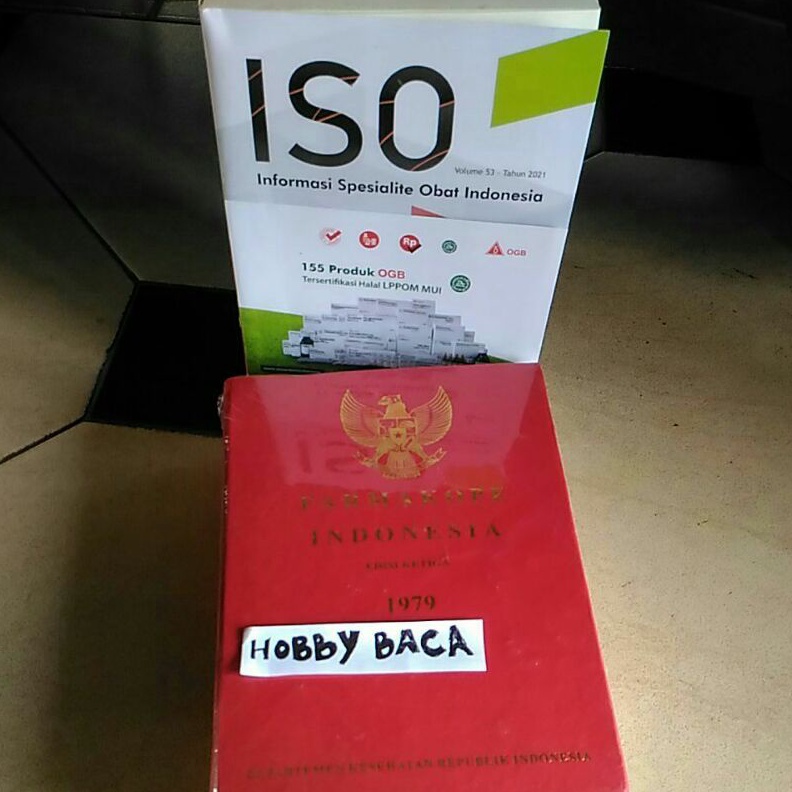 ISO
Volume 53 - Tahun 2021
Informasi Spesialite Obat Indonesia
Rp
OGB
155 Produk OGB
Tersertifikasi Halal LPPOM MUI
FARMAKOPE
INDONESIA
EDISI KETIGA
1979
HOBBY BACA
DEPARTEMEN KESEHATAN REPUBLIK INDONESIA